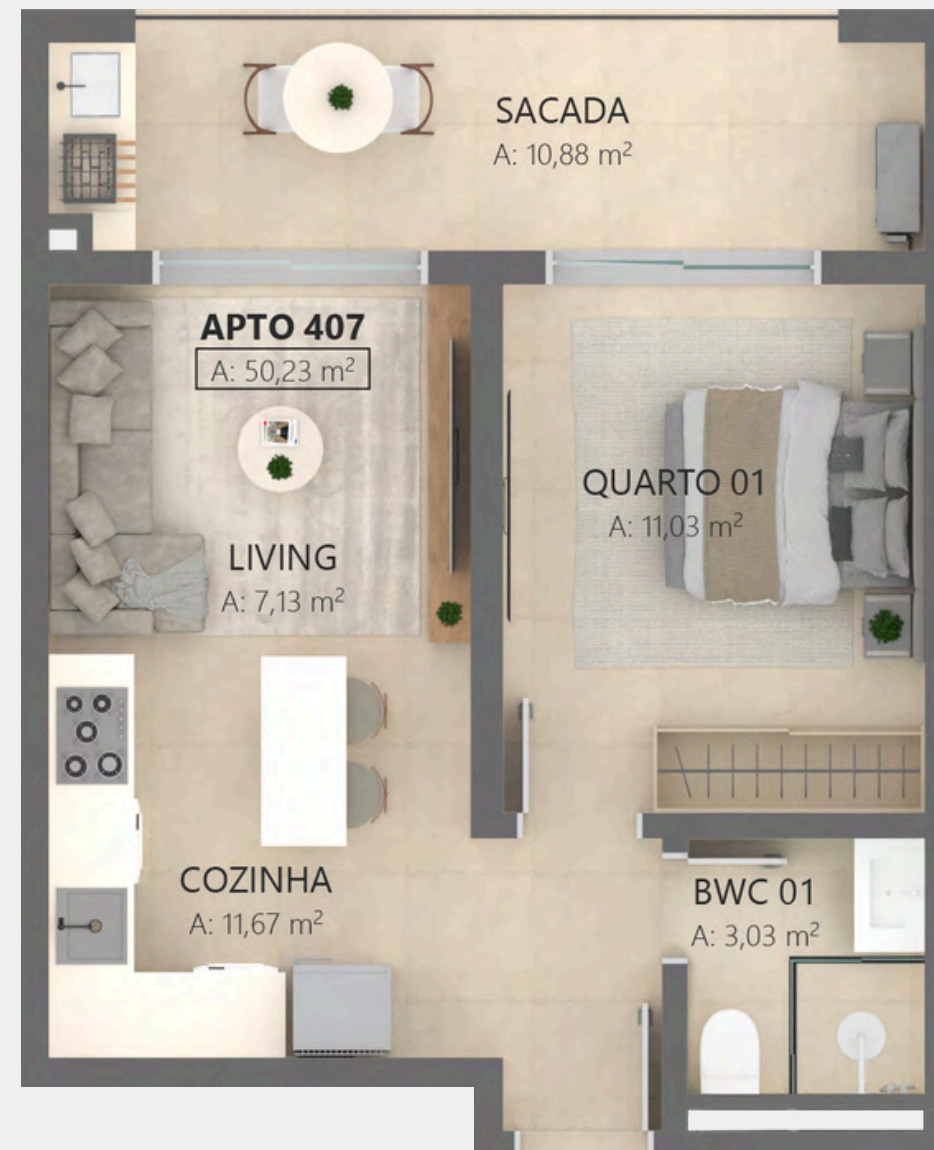 SACADA
A: 10,88 m²
APTO 407
A: 50,23 m²
QUARTO 01
A: 11,03 m²
LIVING
A: 7,13 m²
COZINHA
A: 11,67 m²
BWC 01
A: 3,03 m²